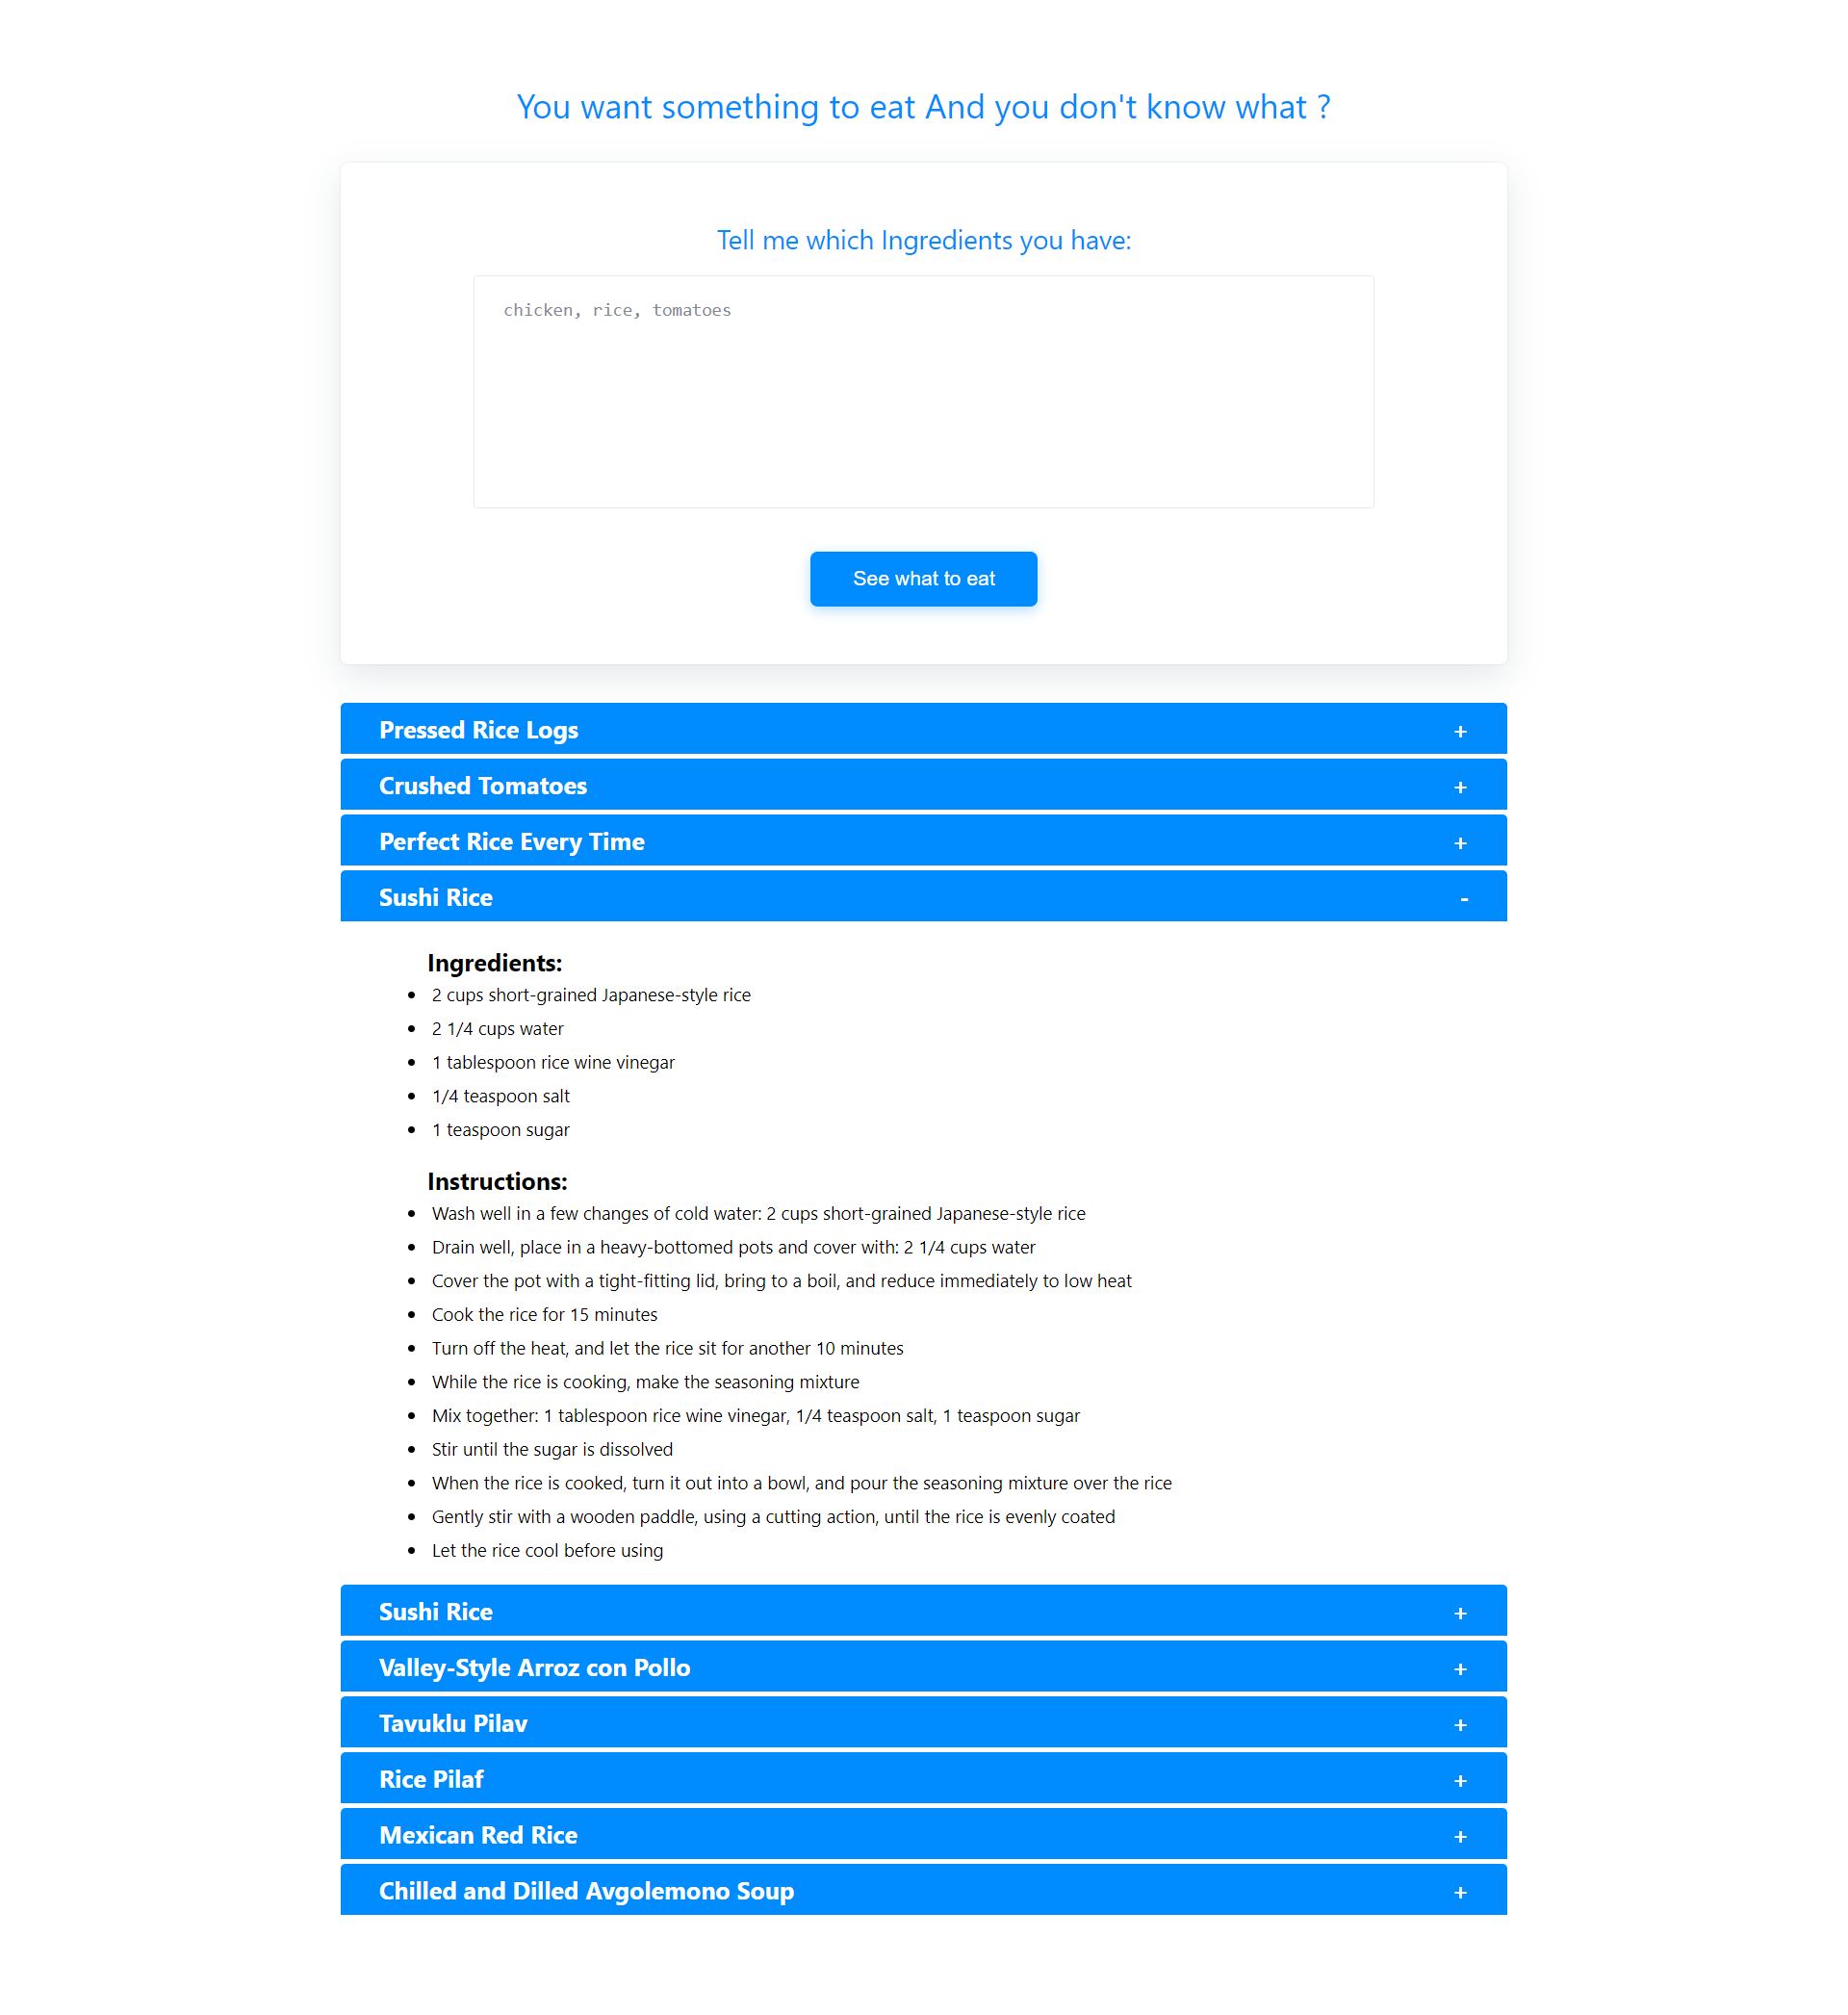 You want something to eat And you don't know what ?
Tell me which Ingredients you have:
chicken, rice, tomatoes
See what to eat
Pressed Rice Logs +
Crushed Tomatoes +
Perfect Rice Every Time +
Sushi Rice -
Ingredients:
• 2 cups short-grained Japanese-style rice
• 2 1/4 cups water
• 1 tablespoon rice wine vinegar
• 1/4 teaspoon salt
• 1 teaspoon sugar
Instructions:
• Wash well in a few changes of cold water: 2 cups short-grained Japanese-style rice
• Drain well, place in a heavy-bottomed pots and cover with: 2 1/4 cups water
• Cover the pot with a tight-fitting lid, bring to a boil, and reduce immediately to low heat
• Cook the rice for 15 minutes
• Turn off the heat, and let the rice sit for another 10 minutes
• While the rice is cooking, make the seasoning mixture
• Mix together: 1 tablespoon rice wine vinegar, 1/4 teaspoon salt, 1 teaspoon sugar
• Stir until the sugar is dissolved
• When the rice is cooked, turn it out into a bowl, and pour the seasoning mixture over the rice
• Gently stir with a wooden paddle, using a cutting action, until the rice is evenly coated
• Let the rice cool before using
Sushi Rice +
Valley-Style Arroz con Pollo +
Tavuklu Pilav +
Rice Pilaf +
Mexican Red Rice +
Chilled and Dilled Avgolemono Soup +